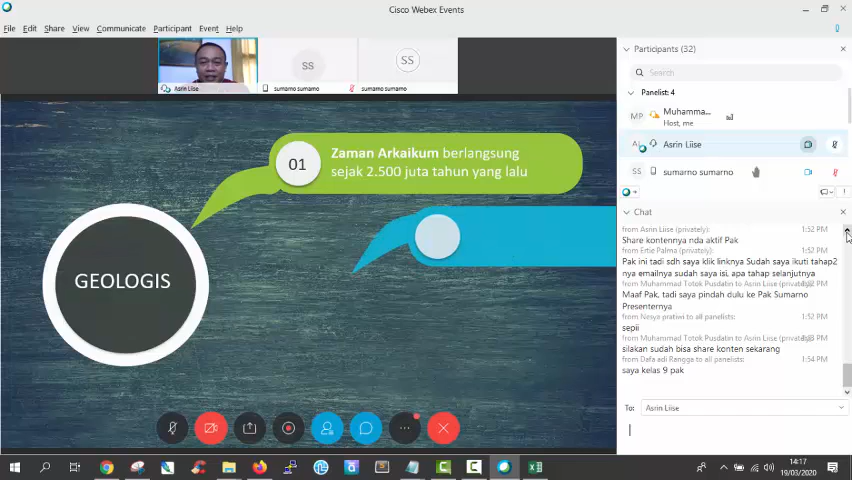 Cisco Webex Events
File Edit Share View Communicate Participant Event Help
SS
SS
Asrin Liise
sumarno sumarno
sumarno sumarno
Zaman Arkaikum berlangsung
01
sejak 2.500 juta tahun yang lalu
GEOLOGIS
Participants (32)
Search
Panelist: 4
MP
Muhamma...
Host, me
Asrin Liise
SS
sumarno sumarno
Chat
from Asrin Liise (privately): 1:52 PM
Share kontennya nda aktif Pak
from Ertie Palma (privately): 1:52 PM
Pak ini tadi sdh saya klik linknya Sudah saya ikuti tahap2
nya emailnya sudah saya isi, apa tahap selanjutnya
from Muhammad Totok Pusdatin to Asrin Liise (privately): 1:52 PM
Maaf Pak, tadi saya pindah dulu ke Pak Sumarno
Presenternya
from Nesya pratiwi to all panelists: 1:52 PM
sepii
from Muhammad Totok Pusdatin to Asrin Liise (privately):
silakan sudah bisa share konten sekarang
from Dafa adi Rangga to all panelists: 1:54 PM
saya kelas 9 pak
To: Asrin Liise
14:17
19/03/2020